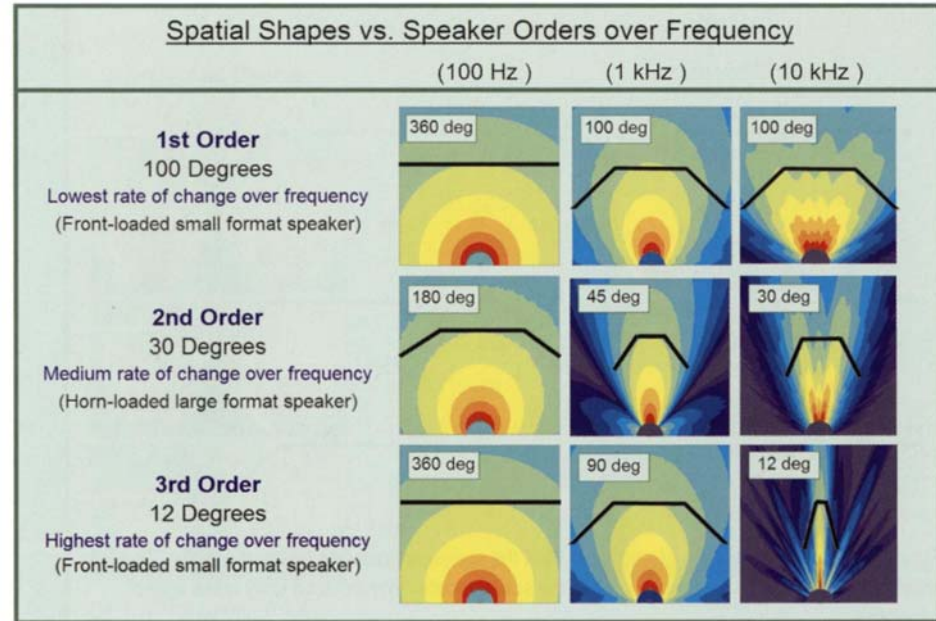 Spatial Shapes vs. Speaker Orders over Frequency
(100 Hz ) (1 kHz ) (10 kHz )
1st Order
100 Degrees
Lowest rate of change over frequency
(Front-loaded small format speaker)
360 deg 100 deg 100 deg
2nd Order
30 Degrees
Medium rate of change over frequency
(Horn-loaded large format speaker)
180 deg 45 deg 30 deg
3rd Order
12 Degrees
Highest rate of change over frequency
(Front-loaded small format speaker)
360 deg 90 deg 12 deg